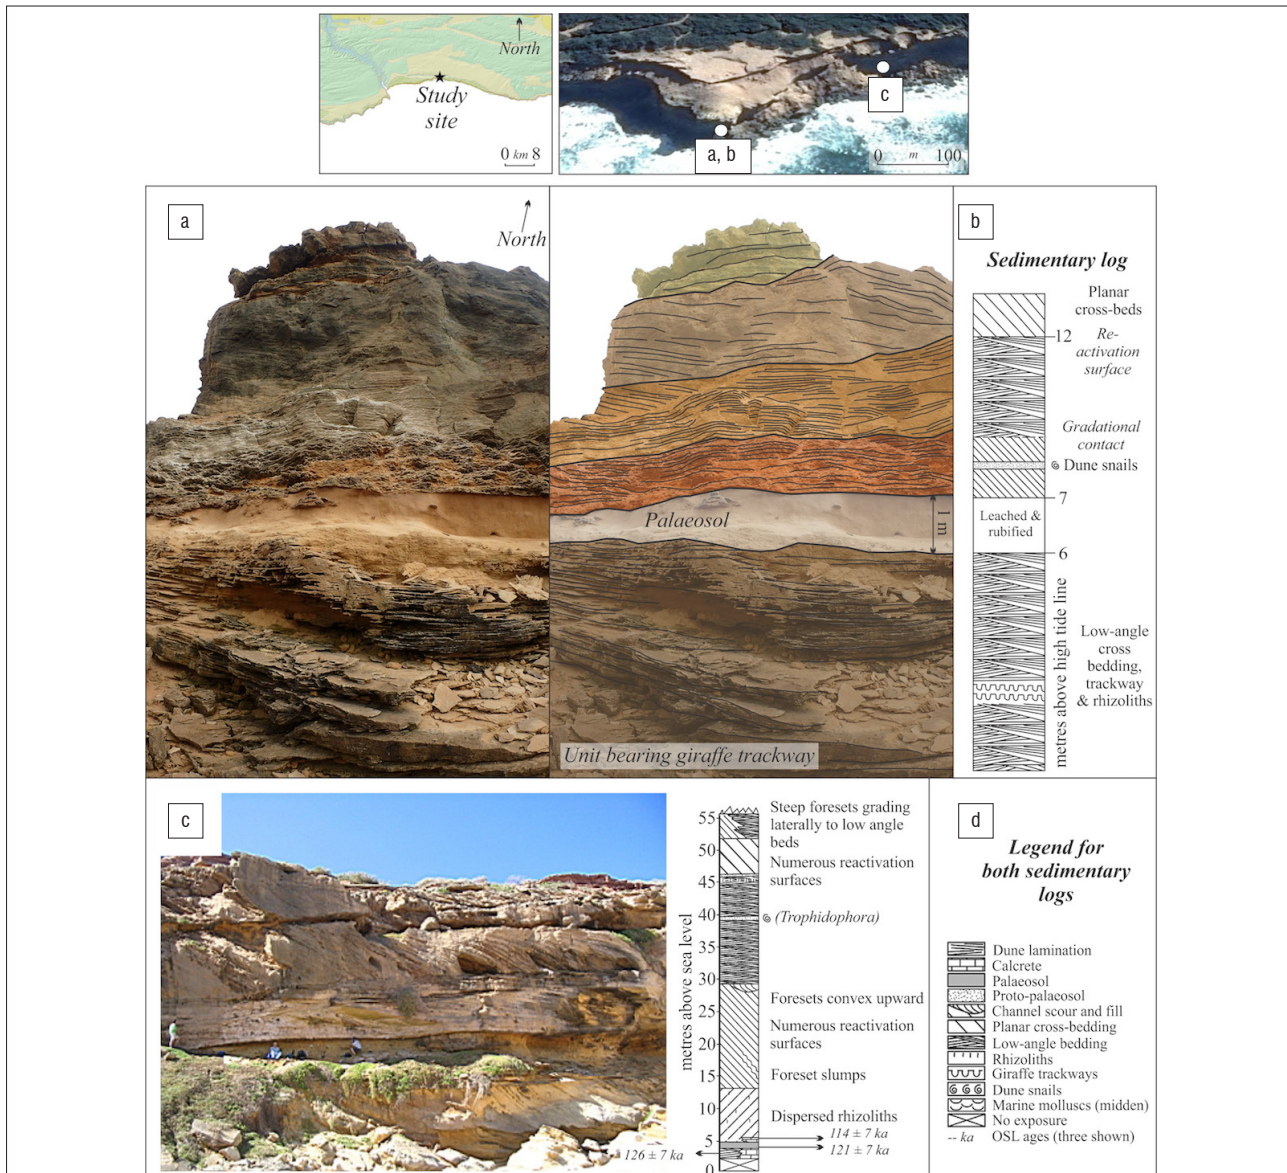 North
Study
site
0 km 8
c
a, b
0 m 100
a
North
Palaeosol
1 m
Unit bearing giraffe trackway
b
Sedimentary log
Planar
cross-beds
12
Re-
activation
surface
Gradational
contact
Dune snails
7
Leached &
rubified
6
metres above high tide line
Low-angle
cross
bedding,
trackway
& rhizoliths
c
metres above sea level
55
50
45
40
35
30
25
20
15
10
5
0
Steep foresets grading
laterally to low angle
beds
Numerous reactivation
surfaces
(Trophidophora)
Foresets convex upward
Numerous reactivation
surfaces
Foreset slumps
Dispersed rhizoliths
114 ± 7 ka
121 ± 7 ka
126 ± 7 ka
d
Legend for
both sedimentary
logs
Dune lamination
Calcrete
Palaeosol
Proto-palaeosol
Channel scour and fill
Planar cross-bedding
Low-angle bedding
Rhizoliths
Giraffe trackways
Dune snails
Marine molluscs (midden)
No exposure
-- ka OSL ages (three shown)